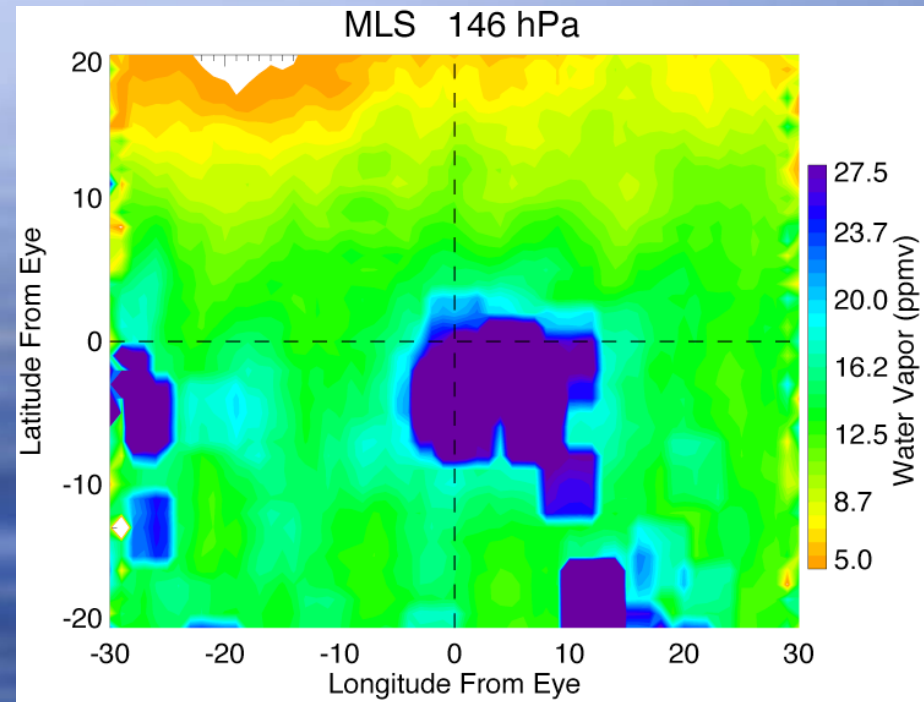 MLS 146 hPa
20
10
0
-10
-20
Latitude From Eye
-30 -20 -10 0 10 20 30
Longitude From Eye
27.5
23.7
20.0
16.2
12.5
8.7
5.0
Water Vapor (ppmv)